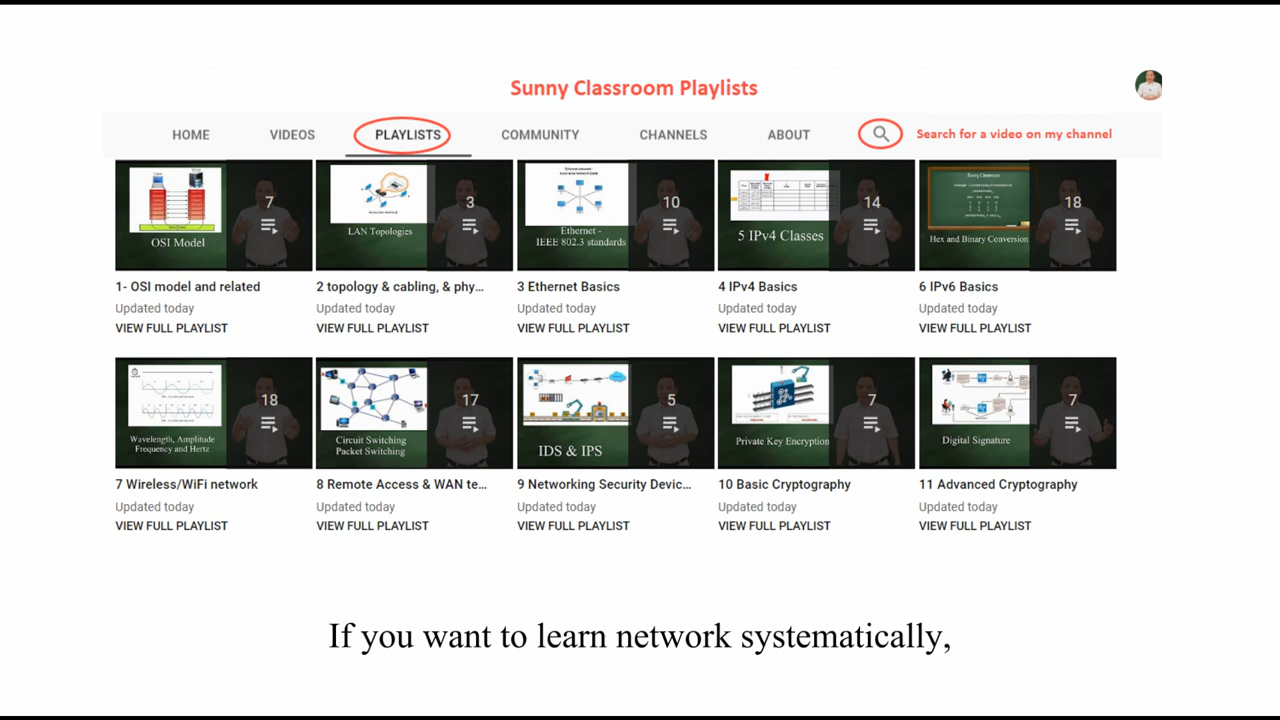 Sunny Classroom Playlists
HOME VIDEOS PLAYLISTS COMMUNITY CHANNELS ABOUT Search for a video on my channel
OSI Model
7
LAN Topologies
3
Ethernet -
IEEE 802.3 standards
10
5 IPv4 Classes
14
Sunny Classroom
Hex and Binary Conversion
18
1- OSI model and related
Updated today
VIEW FULL PLAYLIST
2 topology & cabling, & phy...
Updated today
VIEW FULL PLAYLIST
3 Ethernet Basics
Updated today
VIEW FULL PLAYLIST
4 IPv4 Basics
Updated today
VIEW FULL PLAYLIST
6 IPv6 Basics
Updated today
VIEW FULL PLAYLIST
Wavelength, Amplitude
Frequency and Hertz
18
Circuit Switching
Packet Switching
17
IDS & IPS
5
Private Key Encryption
7
Digital Signature
7
7 Wireless/WiFi network
Updated today
VIEW FULL PLAYLIST
8 Remote Access & WAN te...
Updated today
VIEW FULL PLAYLIST
9 Networking Security Devic...
Updated today
VIEW FULL PLAYLIST
10 Basic Cryptography
Updated today
VIEW FULL PLAYLIST
11 Advanced Cryptography
Updated today
VIEW FULL PLAYLIST
If you want to learn network systematically,